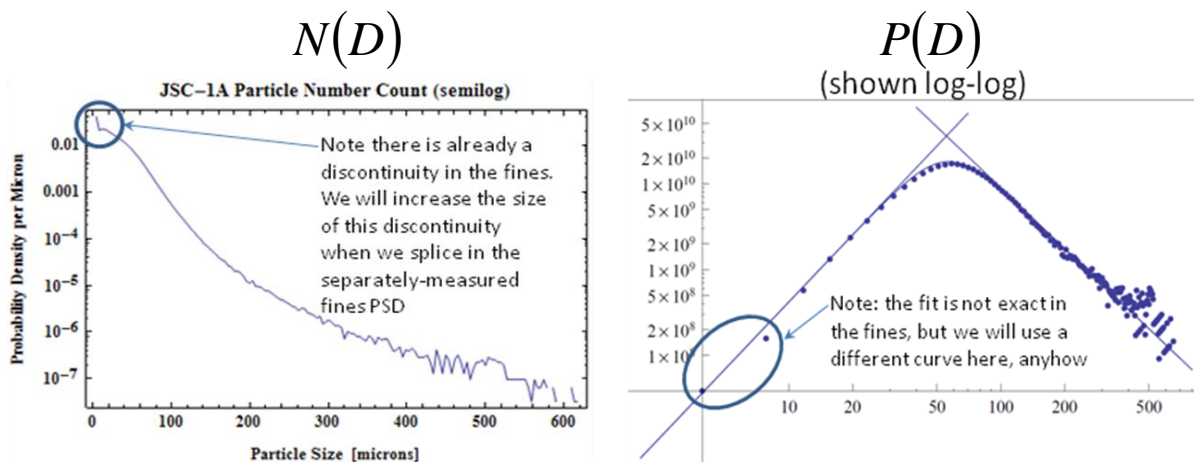 N(D)
JSC−1A Particle Number Count (semilog)
Note there is already a
discontinuity in the fines.
We will increase the size
of this discontinuity
when we splice in the
separately-measured
fines PSD
Probability Density per Micron
0.01
0.001
10⁻⁴
10⁻⁵
10⁻⁶
10⁻⁷
0 100 200 300 400 500 600
Particle Size [microns]
P(D)
(shown log-log)
5 × 10¹⁰
2 × 10¹⁰
1 × 10¹⁰
5 × 10⁹
2 × 10⁹
1 × 10⁹
5 × 10⁸
2 × 10⁸
Note: the fit is not exact in
the fines, but we will use a
different curve here, anyhow
10 20 50 100 200 500